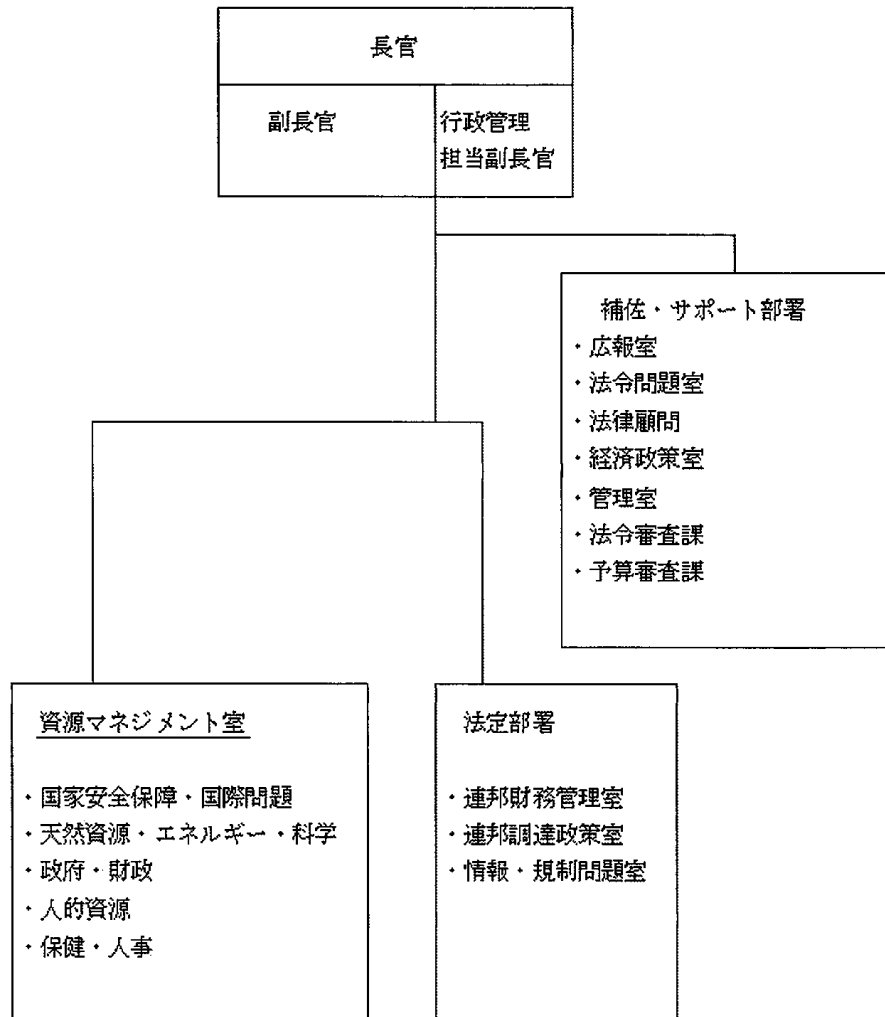 長官
副長官
行政管理
担当副長官
補佐・サポート部署
・広報室
・法令問題室
・法律顧問
・経済政策室
・管理室
・法令審査課
・予算審査課
資源マネジメント室
・国家安全保障・国際問題
・天然資源・エネルギー・科学
・政府・財政
・人的資源
・保健・人事
法定部署
・連邦財務管理室
・連邦調達政策室
・情報・規制問題室